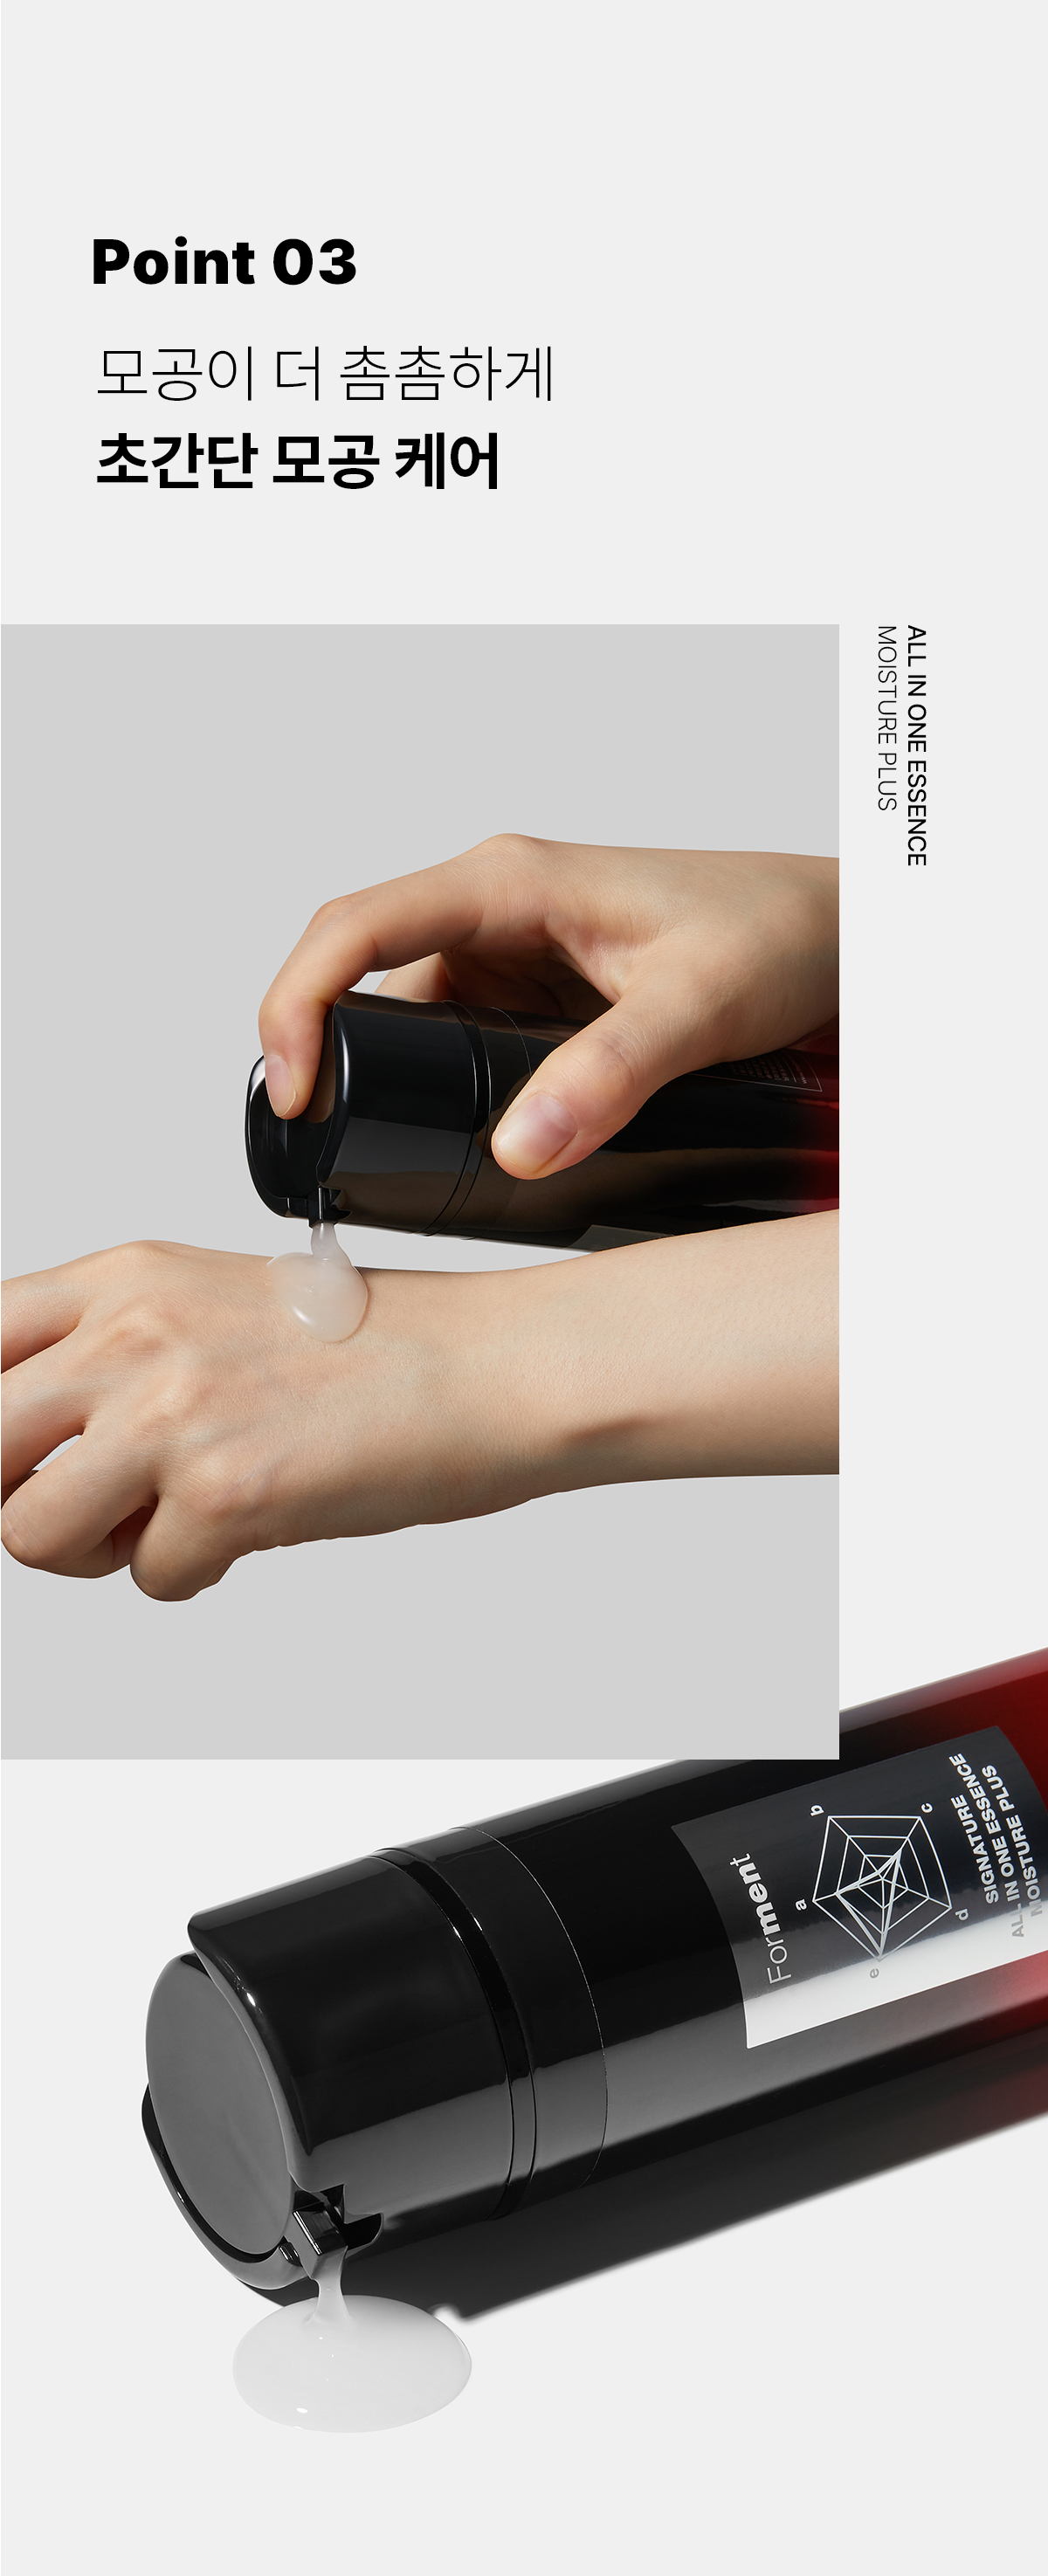 Point 03
모공이 더 촘촘하게
초간단 모공 케어
ALL IN ONE ESSENCE
MOISTURE PLUS
Forment
a
b
c
d
e
SIGNATURE
ALL IN ONE ESSENCE
MOISTURE PLUS